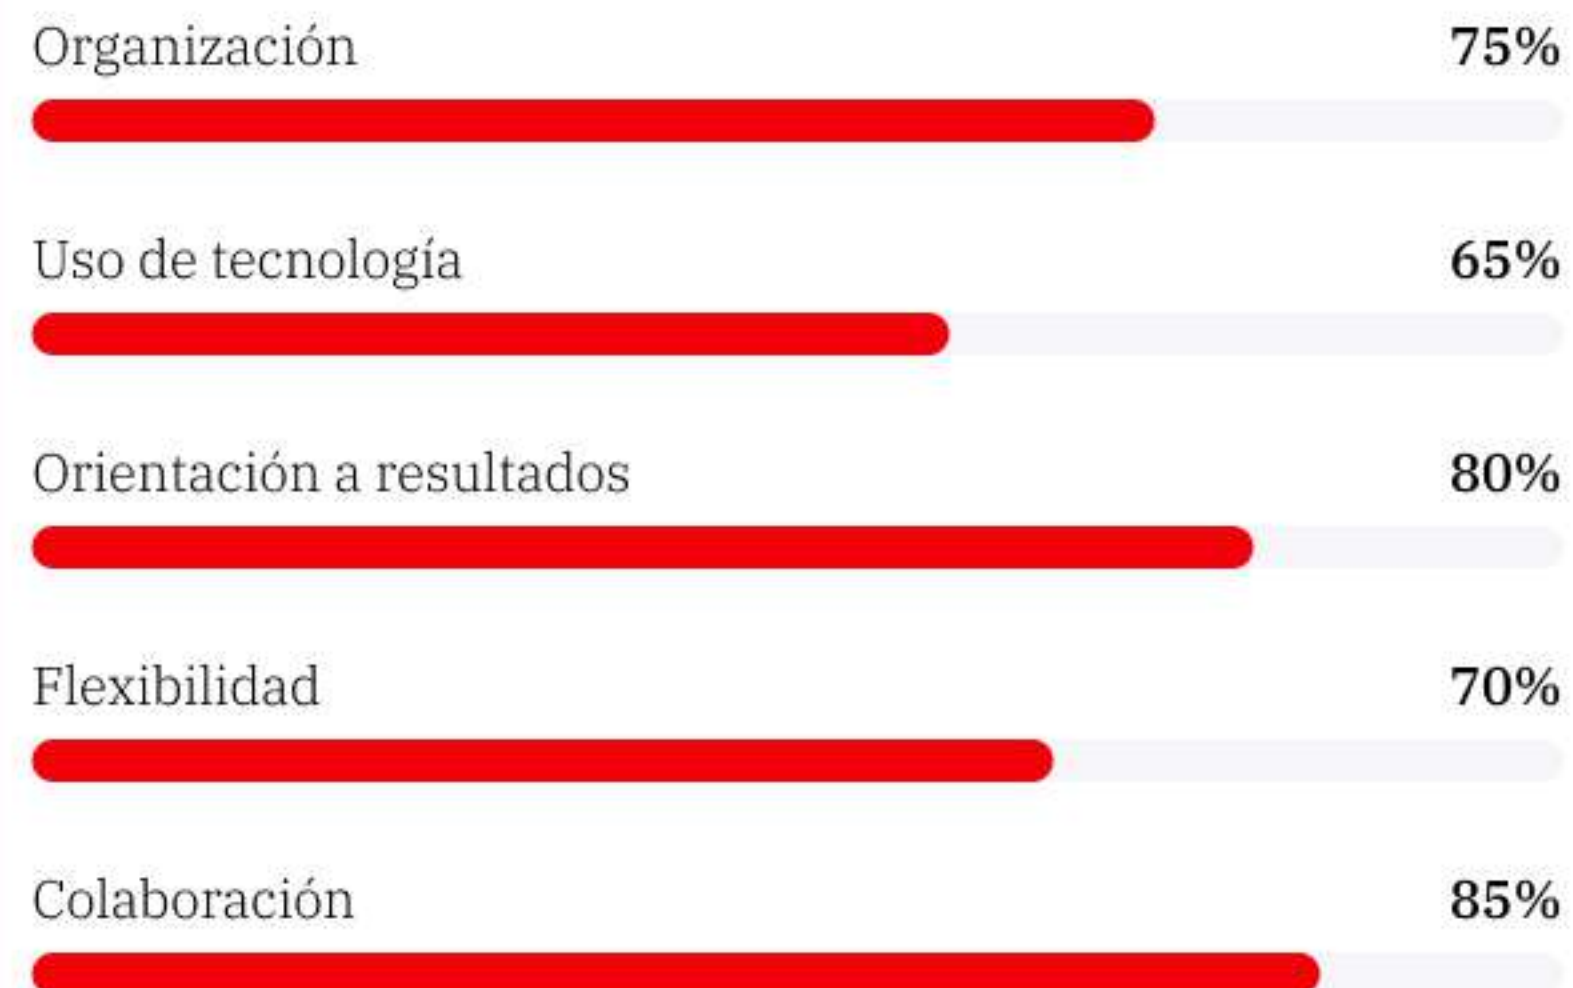 Organización 75%
Uso de tecnología 65%
Orientación a resultados 80%
Flexibilidad 70%
Colaboración 85%